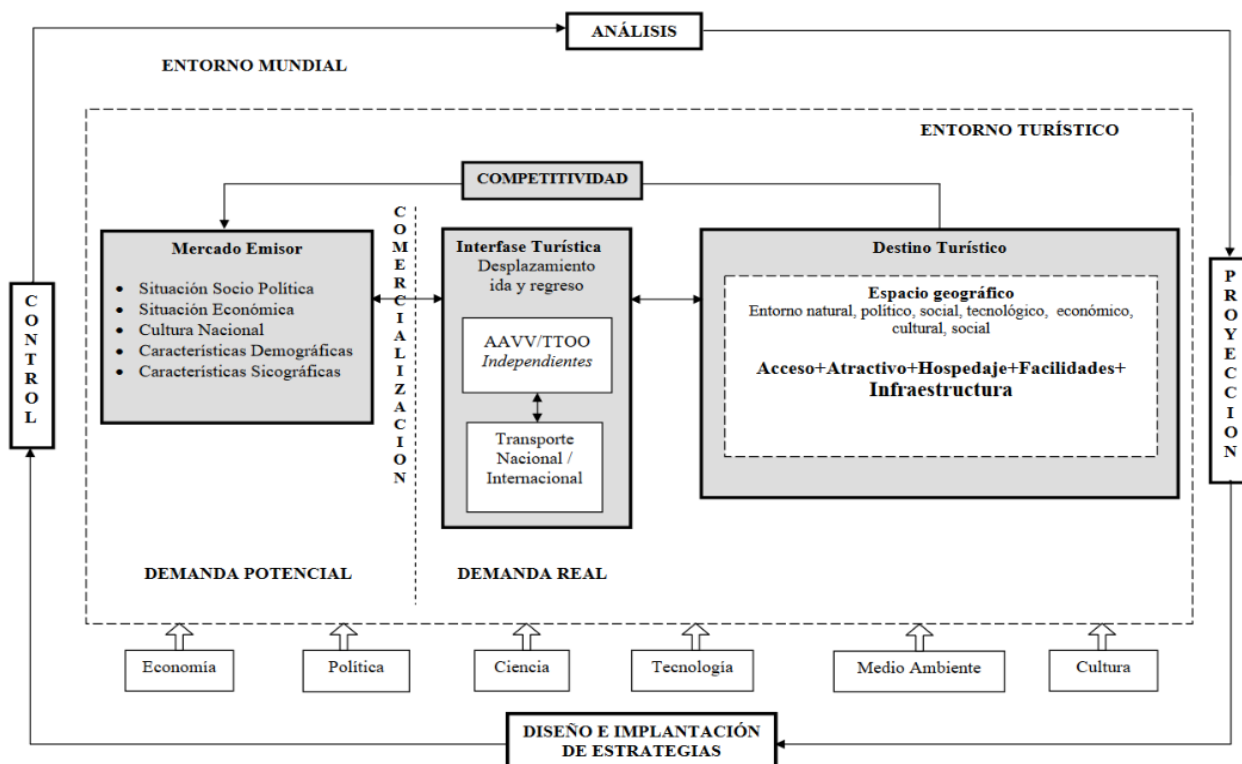 ANÁLISIS
ENTORNO MUNDIAL
ENTORNO TURÍSTICO
COMPETITIVIDAD
CONTROL
Mercado Emisor
• Situación Socio Política
• Situación Económica
• Cultura Nacional
• Características Demográficas
• Características Sicográficas
COMERCIALIZACION
Interfase Turística
Desplazamiento
ida y regreso
AAVV/TTOO
Independientes
Transporte
Nacional /
Internacional
Destino Turístico
Espacio geográfico
Entorno natural, político, social, tecnológico, económico,
cultural, social
Acceso+Atractivo+Hospedaje+Facilidades+
Infraestructura
PROYECCION
DEMANDA POTENCIAL
DEMANDA REAL
Economía
Política
Ciencia
Tecnología
Medio Ambiente
Cultura
DISEÑO E IMPLANTACIÓN
DE ESTRATEGIAS